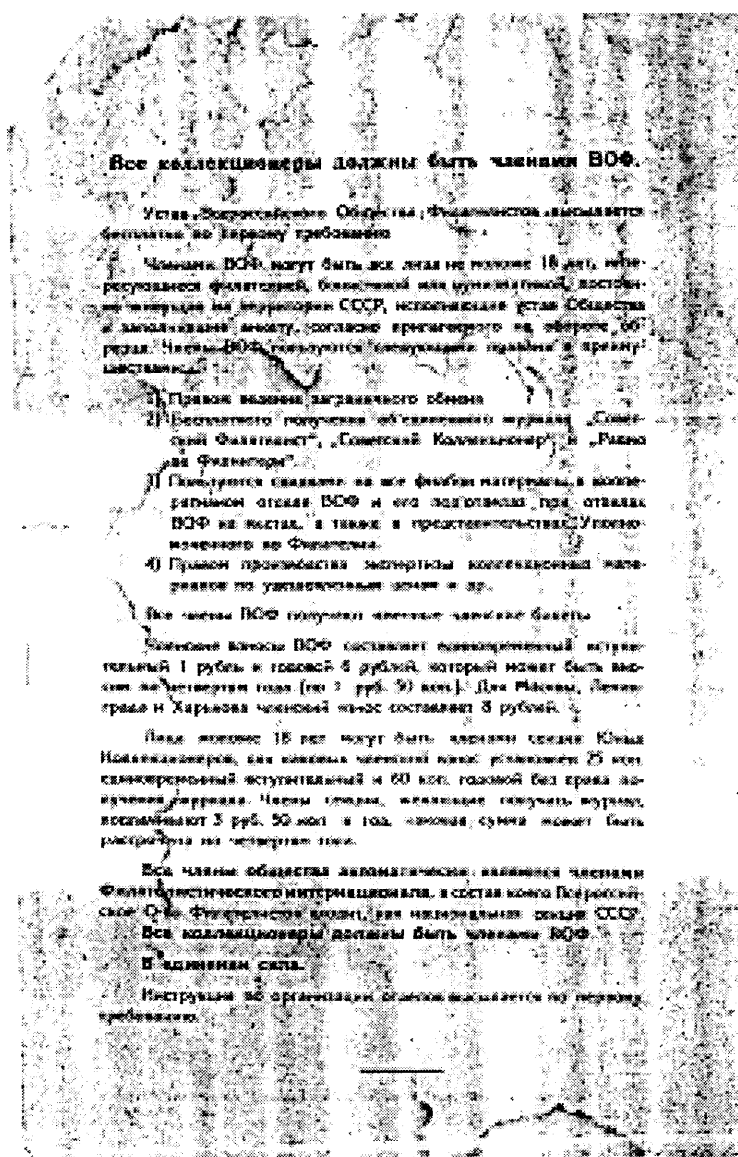 Все коллекционеры должны быть членами ВОФ.
Устав Всероссийского Общества Филателистов высылается
бесплатно по первому требованию
Членами ВОФ могут быть все лица не моложе 18 лет, инте-
ресующиеся филателией, бонистикой или нумизматикой, постоян-
но живущие на территории СССР, исполняющие устав Общества
и заполнившие анкету, согласно прилагаемого на обороте об-
разца. Члены ВОФ пользуются следующими правами и преиму-
ществами:
1) Правом ведения заграничного обмена
2) Бесплатного получения об'единенного журнала „Совет-
ский Филателист“, „Советский Коллекционер“ и „Радио
де Филинтерн“.
3) Пользуются скидками на все филателистические материалы в коопе-
ративном отделе ВОФ и его подотделах при отделах
ВОФ на местах, а также в представительствах Уполно-
моченного по Филателии.
4) Правом производства экспертизы коллекционных мате-
риалов по удешевленным ценам и др.
Все члены ВОФ получают членские билеты
Членские взносы ВОФ составляют единовременный вступи-
тельный 1 рубль и годовой 6 рублей, который может быть вне-
сен по четвертям года (по 1 руб. 50 коп.). Для Москвы, Ленин-
града и Харькова членский взнос составляет 8 рублей.
Лица моложе 18 лет могут быть членами секции Юных
Коллекционеров, для каковых членский взнос установлен 25 коп.
единовременный вступительный и 60 коп. годовой без права по-
лучения журнала. Члены секции, желающие получать журнал,
доплачивают 3 руб. 50 коп. в год, каковая сумма может быть
рассрочена по четвертям года.
Все члены общества автоматически являются членами
Филателистического интернационала, в состав коего Всероссий-
ское О-во Филателистов входит, как национальная секция СССР.
Все коллекционеры должны быть членами ВОФ.
В единении сила.
Инструкция по организации отделов высылается по первому
требованию.